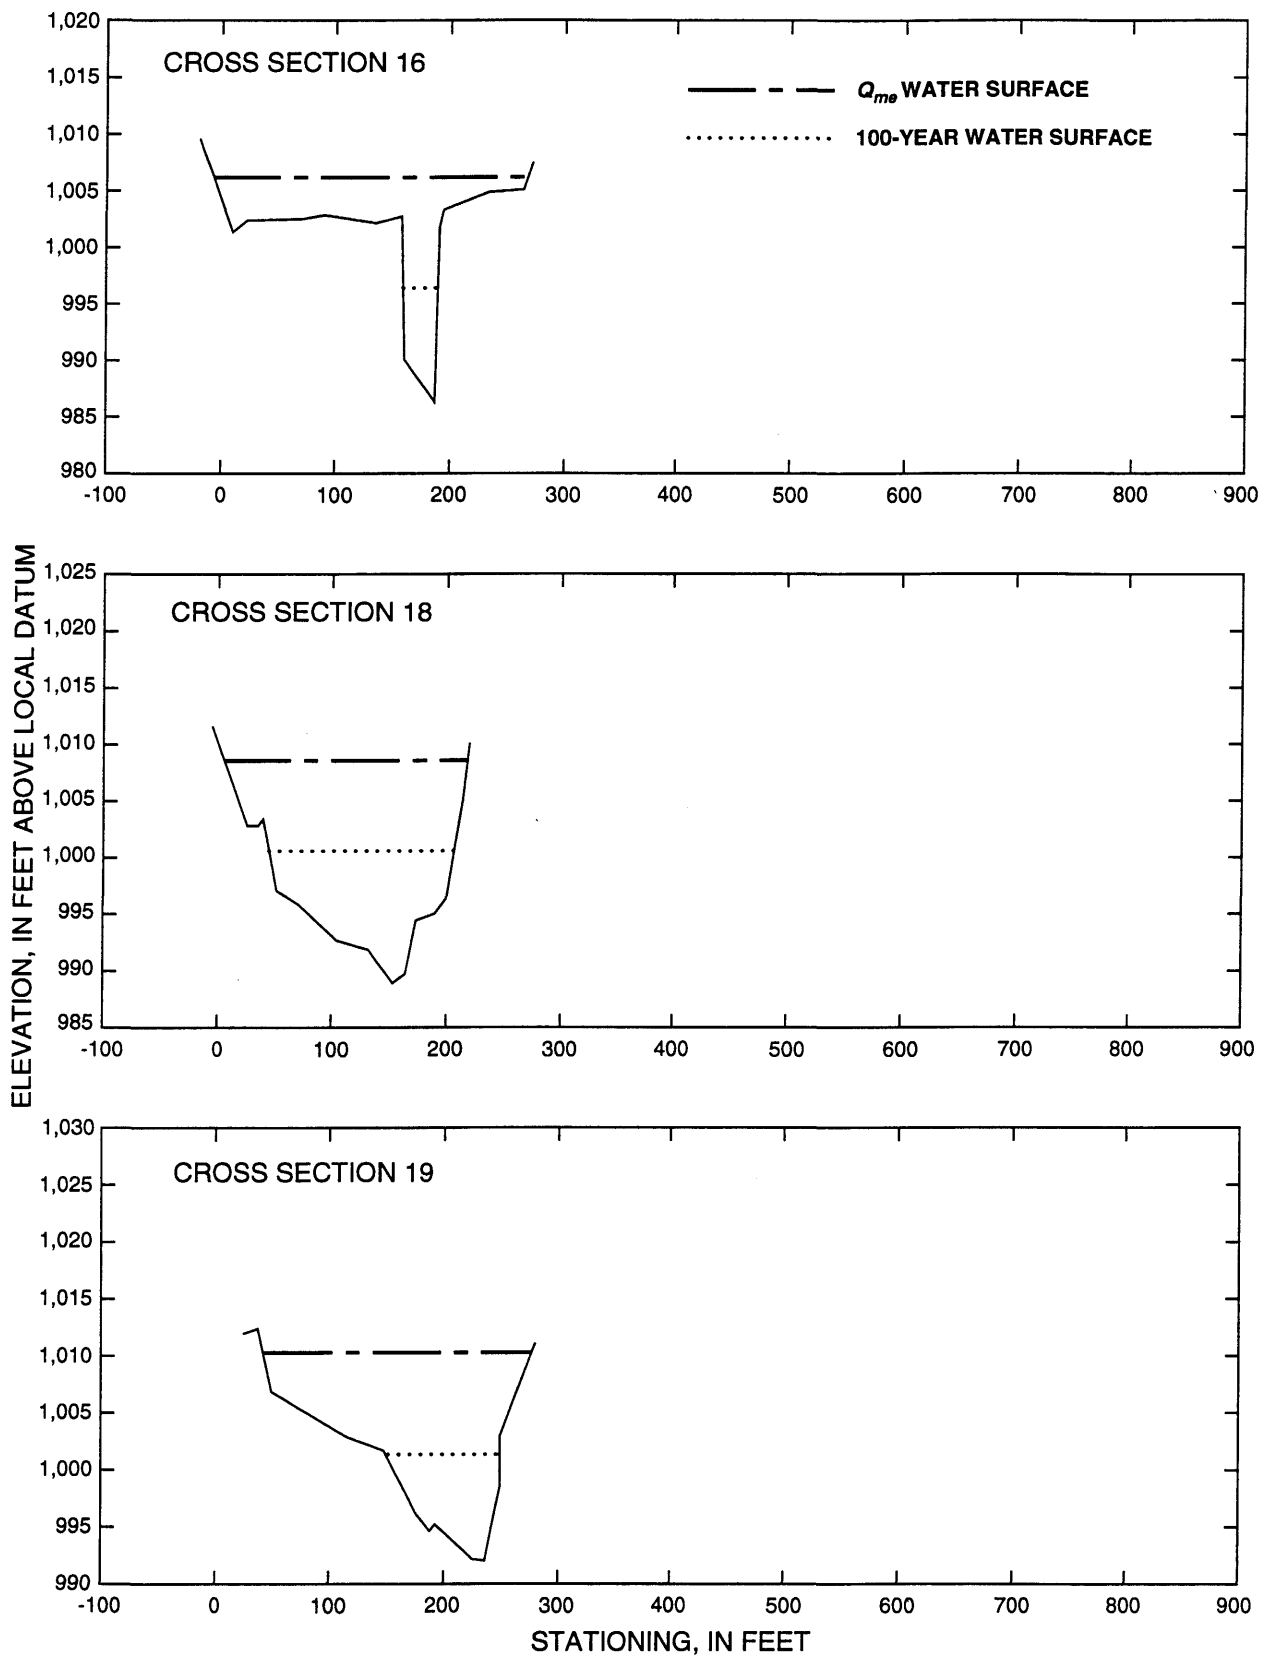 1,020
CROSS SECTION 16
1,015
Qme WATER SURFACE
1,010
100-YEAR WATER SURFACE
1,005
1,000
995
990
985
980
-100 0 100 200 300 400 500 600 700 800 900
ELEVATION, IN FEET ABOVE LOCAL DATUM
1,025
CROSS SECTION 18
1,020
1,015
1,010
1,005
1,000
995
990
985
-100 0 100 200 300 400 500 600 700 800 900
1,030
CROSS SECTION 19
1,025
1,020
1,015
1,010
1,005
1,000
995
990
-100 0 100 200 300 400 500 600 700 800 900
STATIONING, IN FEET